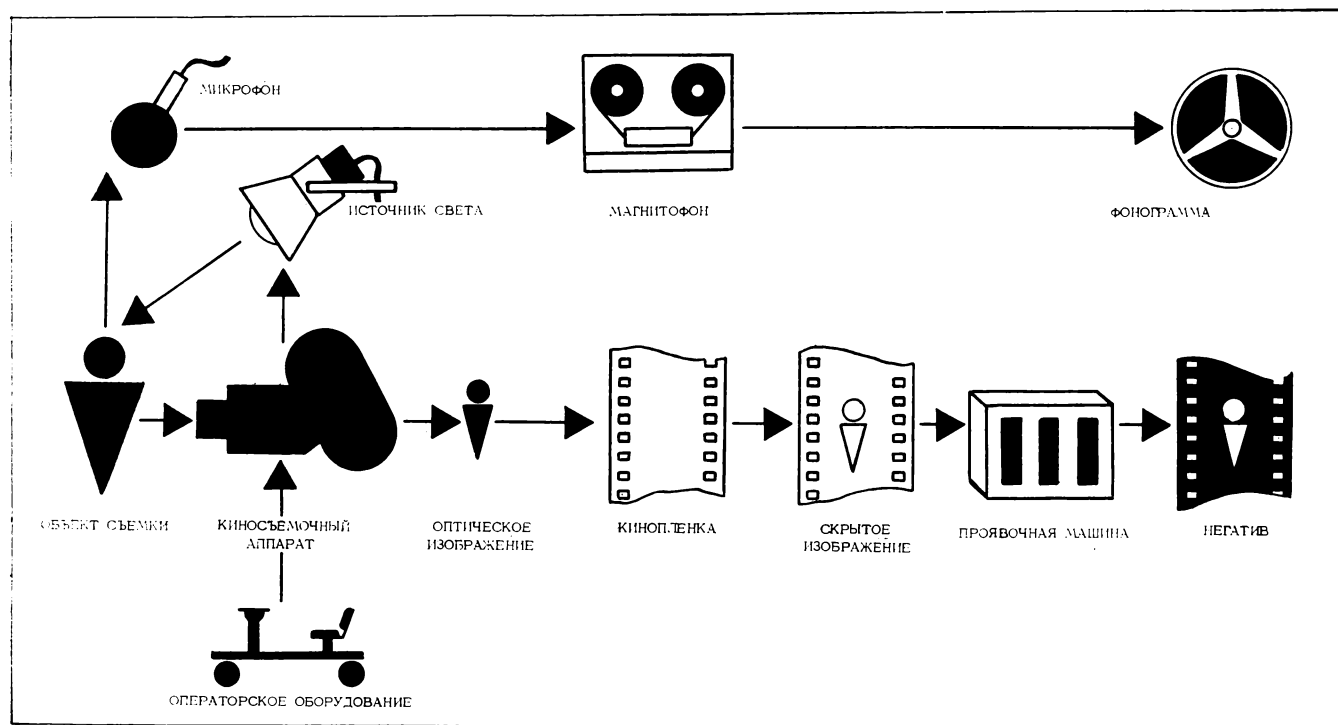 МИКРОФОН
ИСТОЧНИК СВЕТА
МАГНИТОФОН
ФОНОГРАММА
ОБЪЕКТ СЪЕМКИ
КИНОСЪЕМОЧНЫЙ
АППАРАТ
ОПТИЧЕСКОЕ
ИЗОБРАЖЕНИЕ
КИНОПЛЕНКА
СКРЫТОЕ
ИЗОБРАЖЕНИЕ
ПРОЯВОЧНАЯ МАШИНА
НЕГАТИВ
ОПЕРАТОРСКОЕ ОБОРУДОВАНИЕ